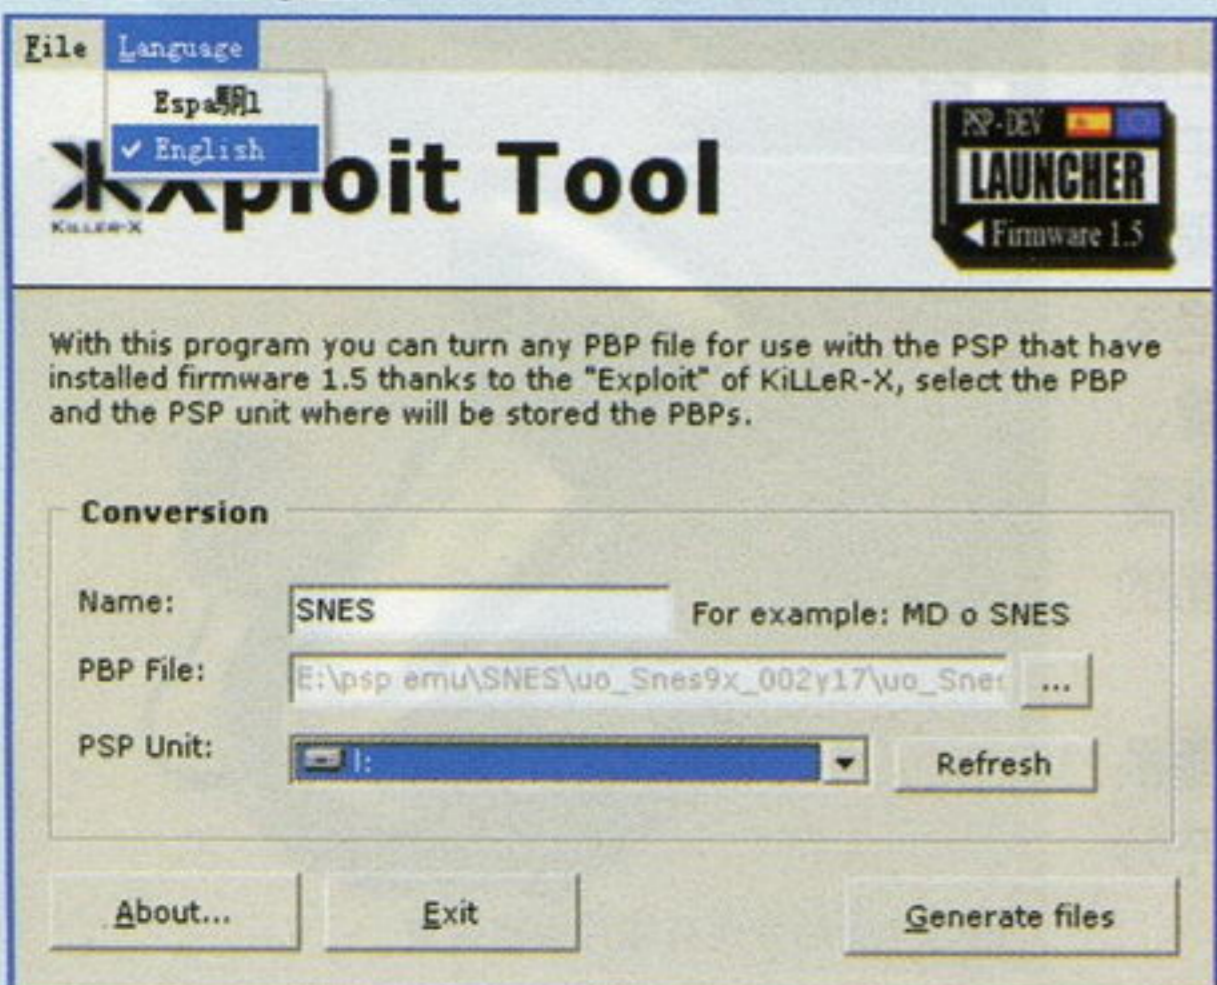 File Language
Espa駉l
✓ English
KXploit Tool
KiLLER-X
PSP-DEV
LAUNCHER
Firmware 1.5
With this program you can turn any PBP file for use with the PSP that have
installed firmware 1.5 thanks to the "Exploit" of KiLLeR-X, select the PBP
and the PSP unit where will be stored the PBPs.
Conversion
Name: SNES For example: MD o SNES
PBP File: E:\psp emu\SNES\uo_Snes9x_002y17\uo_Snes ...
PSP Unit: I: Refresh
About... Exit Generate files